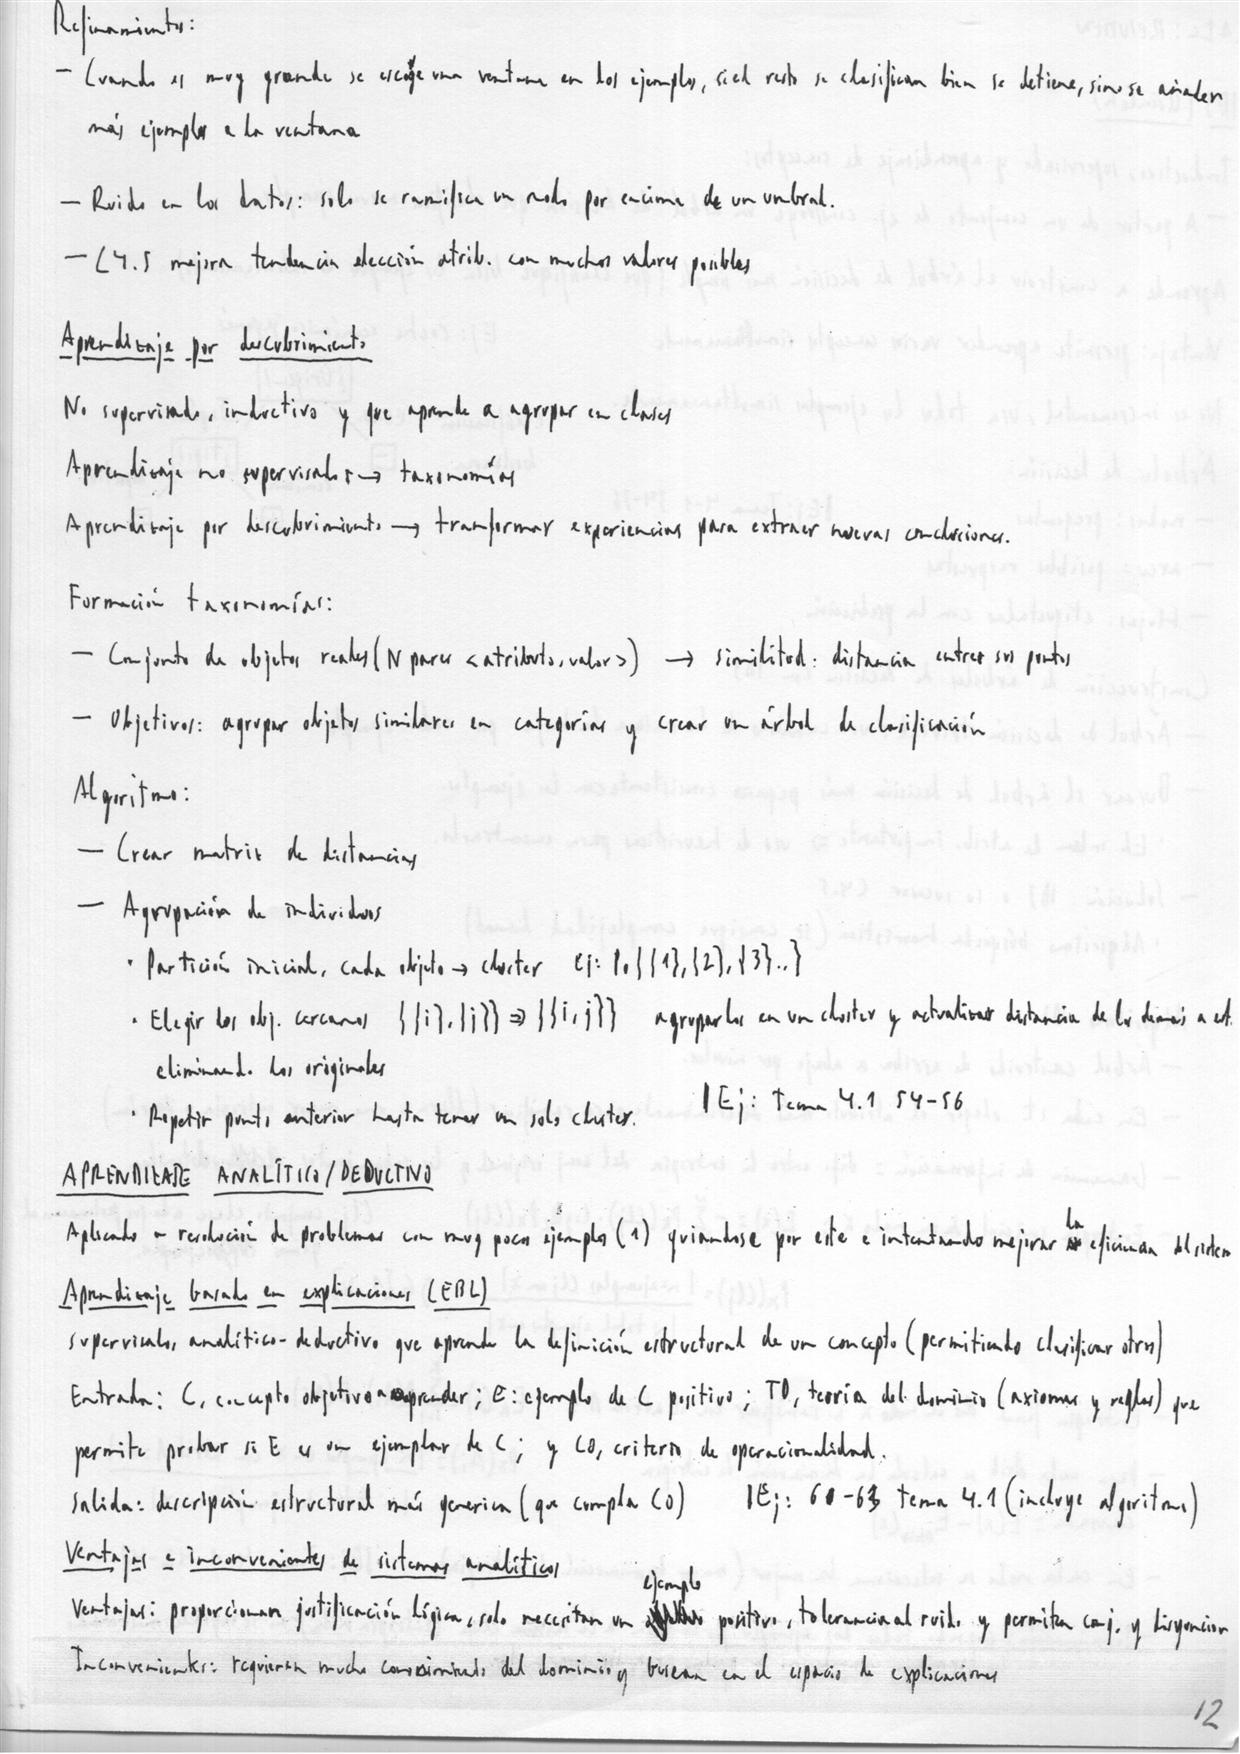 Refinamientos:
- Cuando es muy grande se escoge una ventana en los ejemplos, si el resto se clasifican bien se detiene, sino se añaden
más ejemplos a la ventana
- Ruido en los datos: solo se ramifica un nodo por encima de un umbral.
- C4.5 mejora tendencia elección atrib. con muchos valores posibles
Aprendizaje por descubrimiento
No supervisado, inductivo y que aprende a agrupar en clases
Aprendizaje no supervisado: → taxonomías
Aprendizaje por descubrimiento → transformar experiencias para extraer nuevas conclusiones.
Formación taxonomías:
- Conjunto de objetos reales (N pares <atributo, valor>) → similitud: distancia entre sus puntos
- Objetivos: agrupar objetos similares en categorías y crear un árbol de clasificación
Algoritmo:
- Crear matriz de distancias
- Agrupación de individuos
· Partición inicial, cada objeto → cluster ej: P0{{1},{2},{3}..}
· Elegir los obj. cercanos {{i},{j}} ⇒ {{i,j}} agruparlos en un cluster y actualizar distancia de los demás a est.
eliminando los originales
· Repetir punto anterior hasta tener un solo cluster. | Ej: Tema 4.1 54-56
APRENDIZAJE ANALÍTICO/DEDUCTIVO
Aplicado a resolución de problemas con muy pocos ejemplos (1) guiandose por este e intentando mejorar la eficiencia del sistem
Aprendizaje basado en explicaciones (EBL)
supervisado, analítico-deductivo que aprende la definición estructural de un concepto (permitiendo clasificar otros)
Entrada: C, concepto objetivo a aprender; E: ejemplo de C positivo; TD, teoría del dominio (axiomas y reglas) que
permite probar si E es un ejemplar de C; y CO, criterio de operacionalidad.
Salida: descripción estructural más generica (que cumpla CO) | Ej: 60-63 tema 4.1 (incluye algoritmo)
Ventajas e inconvenientes de sistemas analíticos
Ventajas: proporcionan justificación lógica, solo necesitan un ejemplo positivo, tolerancia al ruido y permiten conj. y disyuncion
Inconvenientes: requieren mucho conocimiento del dominio y buscan en el espacio de explicaciones
12